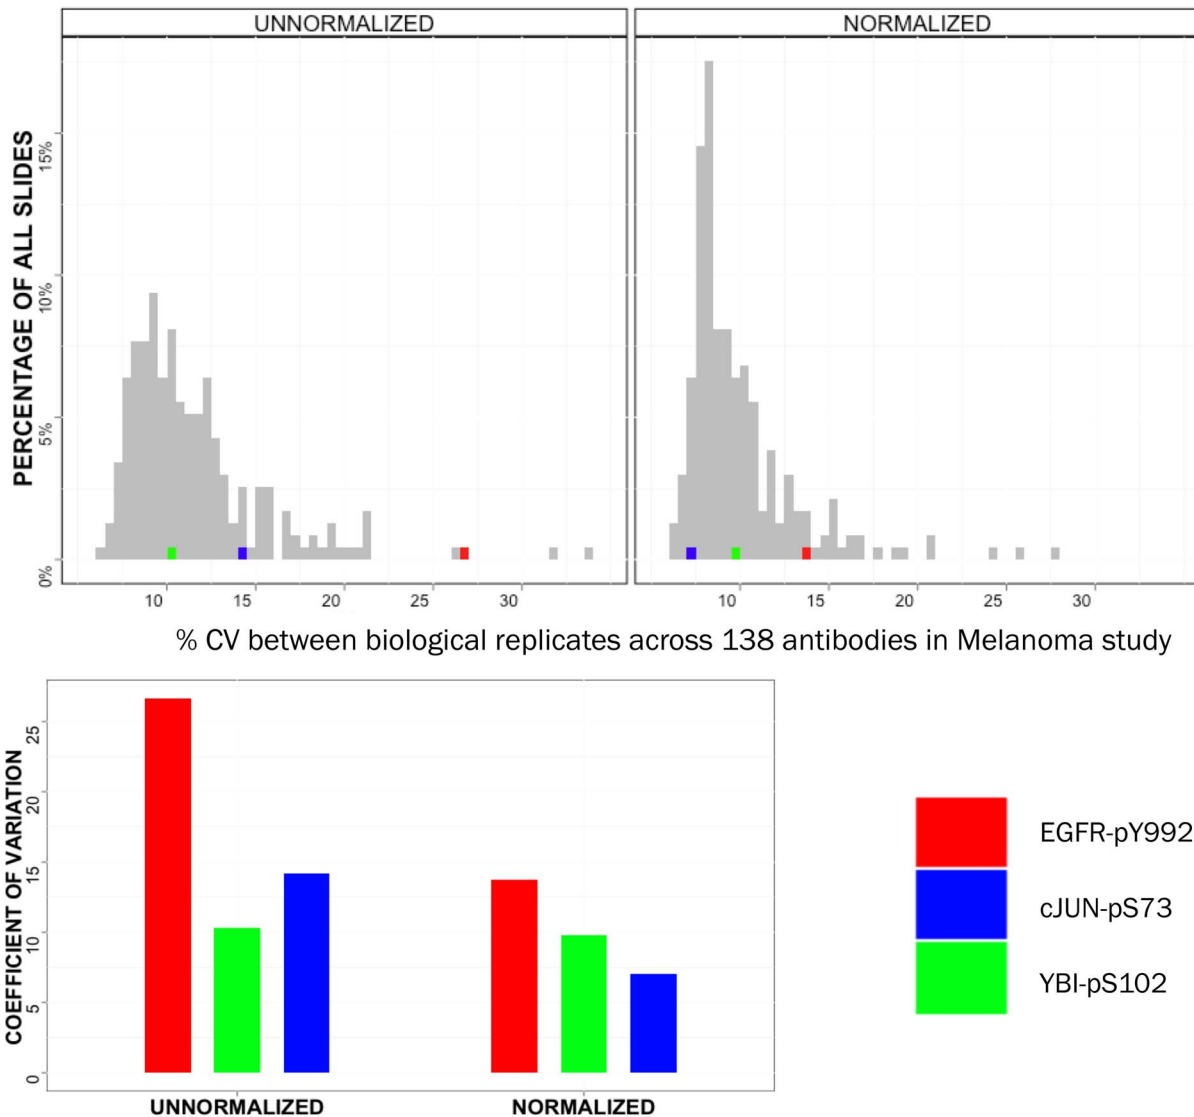 UNNORMALIZED
NORMALIZED
PERCENTAGE OF ALL SLIDES
15%
10%
5%
0%
10 15 20 25 30
10 15 20 25 30
% CV between biological replicates across 138 antibodies in Melanoma study
COEFFICIENT OF VARIATION
25
20
15
10
5
0
UNNORMALIZED
NORMALIZED
EGFR-pY992
cJUN-pS73
YBI-pS102